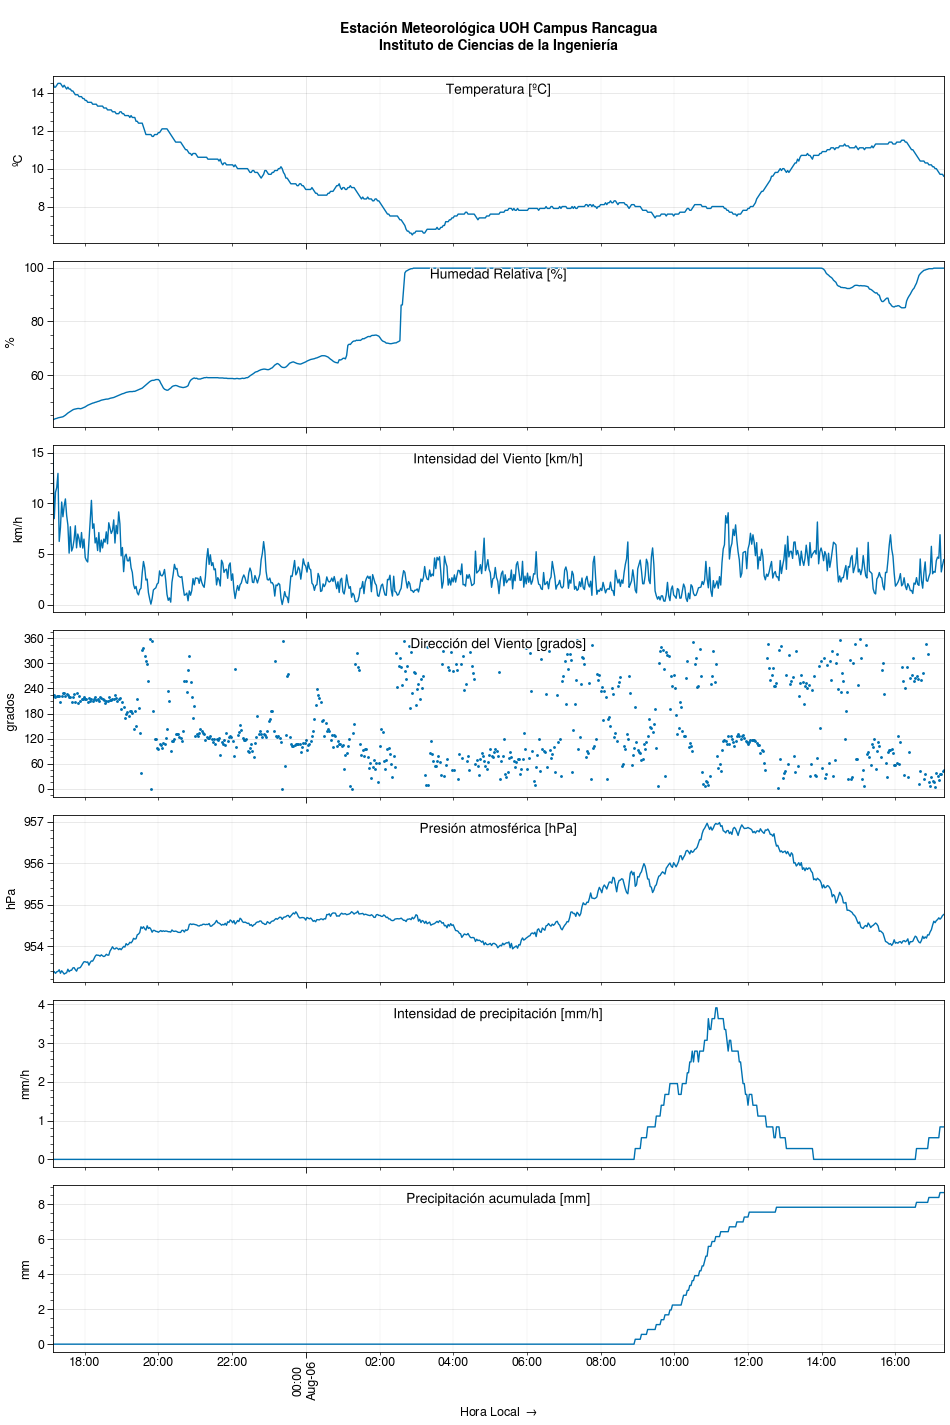 Estación Meteorológica UOH Campus Rancagua
Instituto de Ciencias de la Ingeniería
Temperatura [ºC]
14
12
10
8
ºC
Humedad Relativa [%]
100
80
60
%
Intensidad del Viento [km/h]
15
10
5
0
km/h
Dirección del Viento [grados]
360
300
240
180
120
60
0
grados
Presión atmosférica [hPa]
957
956
955
954
hPa
Intensidad de precipitación [mm/h]
4
3
2
1
0
mm/h
Precipitación acumulada [mm]
8
6
4
2
0
mm
18:00 20:00 22:00 00:00 02:00 04:00 06:00 08:00 10:00 12:00 14:00 16:00
Aug-06
Hora Local →